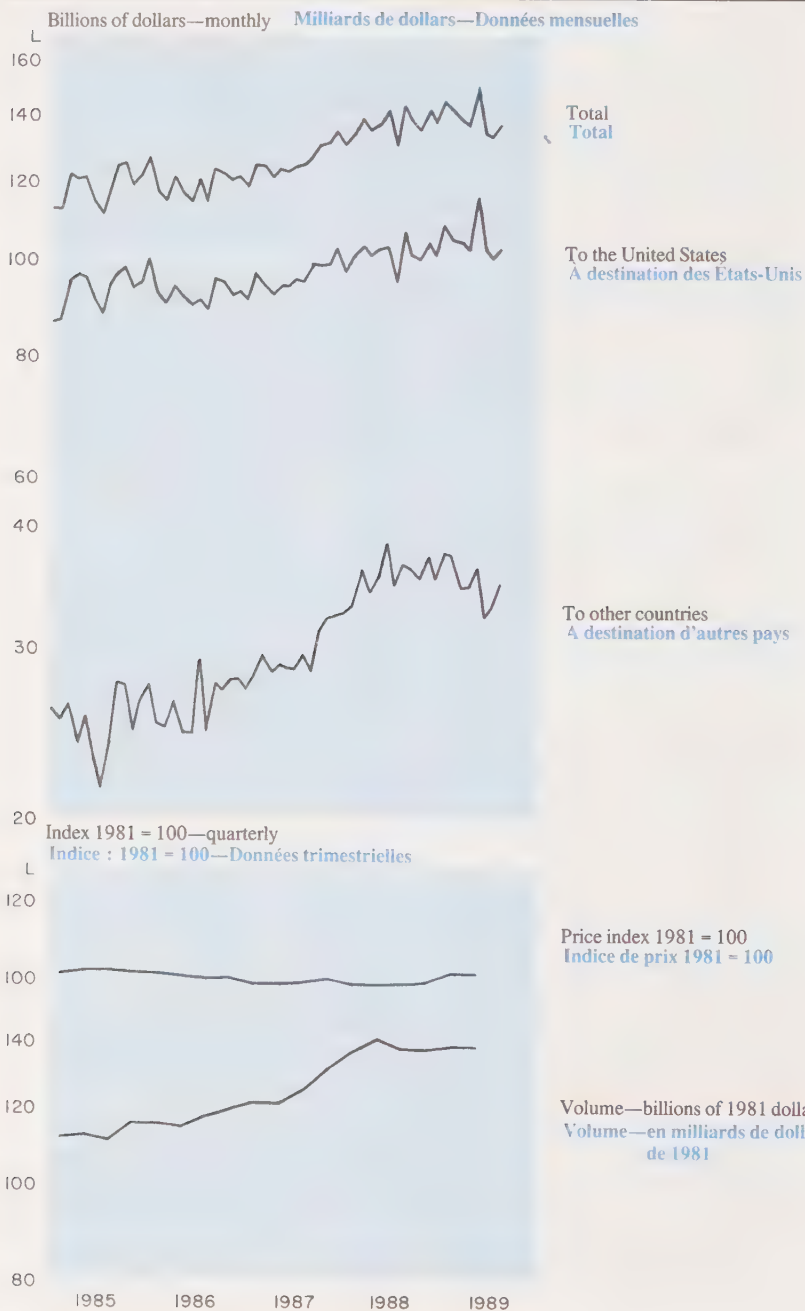 Billions of dollars—monthly Milliards de dollars—Données mensuelles
L
160
140
120
100
80
60
40
30
20
Total
Total
To the United States
À destination des Etats-Unis
To other countries
A destination d'autres pays
Index 1981 = 100—quarterly
Indice : 1981 = 100—Données trimestrielles
L
120
100
140
120
100
80
Price index 1981 = 100
Indice de prix 1981 = 100
Volume—billions of 1981 dolla
Volume—en milliards de doll
de 1981
1985 1986 1987 1988 1989